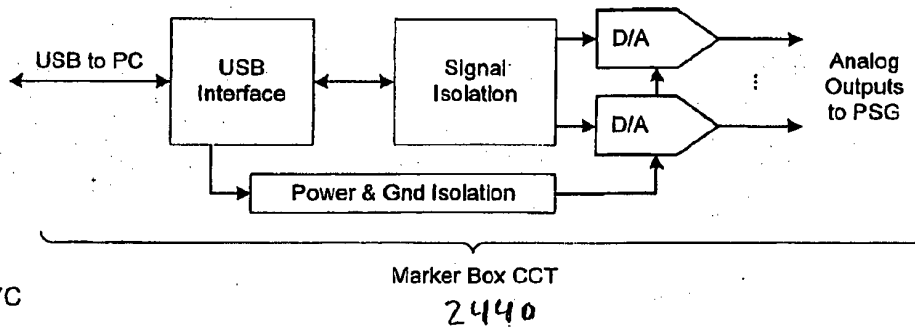 USB to PC
USB
Interface
Signal
Isolation
D/A
D/A
...
Analog
Outputs
to PSG
Power & Gnd Isolation
Marker Box CCT
2440